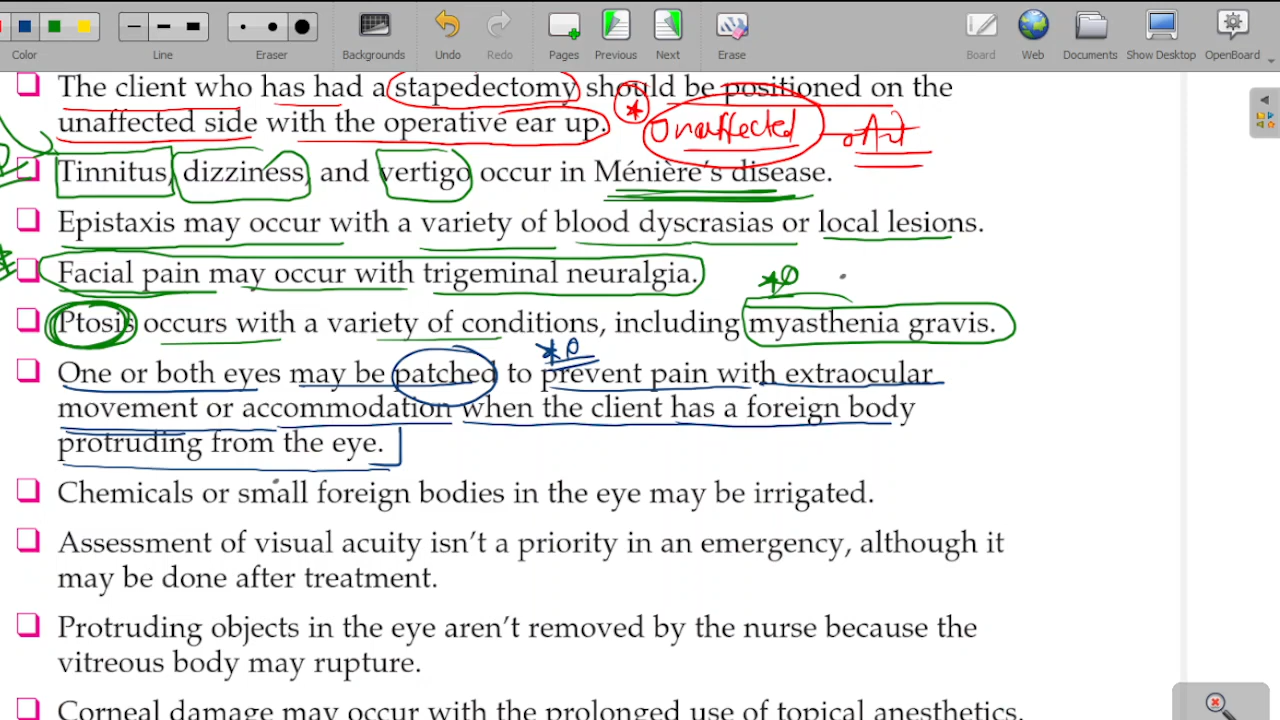 Color
Line
Eraser
Backgrounds
Undo
Redo
Pages
Previous
Next
Erase
Board
Web
Documents
Show Desktop
OpenBoard
❑ The client who has had a stapedectomy should be positioned on the
unaffected side with the operative ear up.
Unaffected
❑ Tinnitus, dizziness, and vertigo occur in Ménière’s disease.
❑ Epistaxis may occur with a variety of blood dyscrasias or local lesions.
❑ Facial pain may occur with trigeminal neuralgia.
❑ Ptosis occurs with a variety of conditions, including myasthenia gravis.
❑ One or both eyes may be patched to prevent pain with extraocular
movement or accommodation when the client has a foreign body
protruding from the eye.
❑ Chemicals or small foreign bodies in the eye may be irrigated.
❑ Assessment of visual acuity isn’t a priority in an emergency, although it
may be done after treatment.
❑ Protruding objects in the eye aren’t removed by the nurse because the
vitreous body may rupture.
❑ Corneal damage may occur with the prolonged use of topical anesthetics.